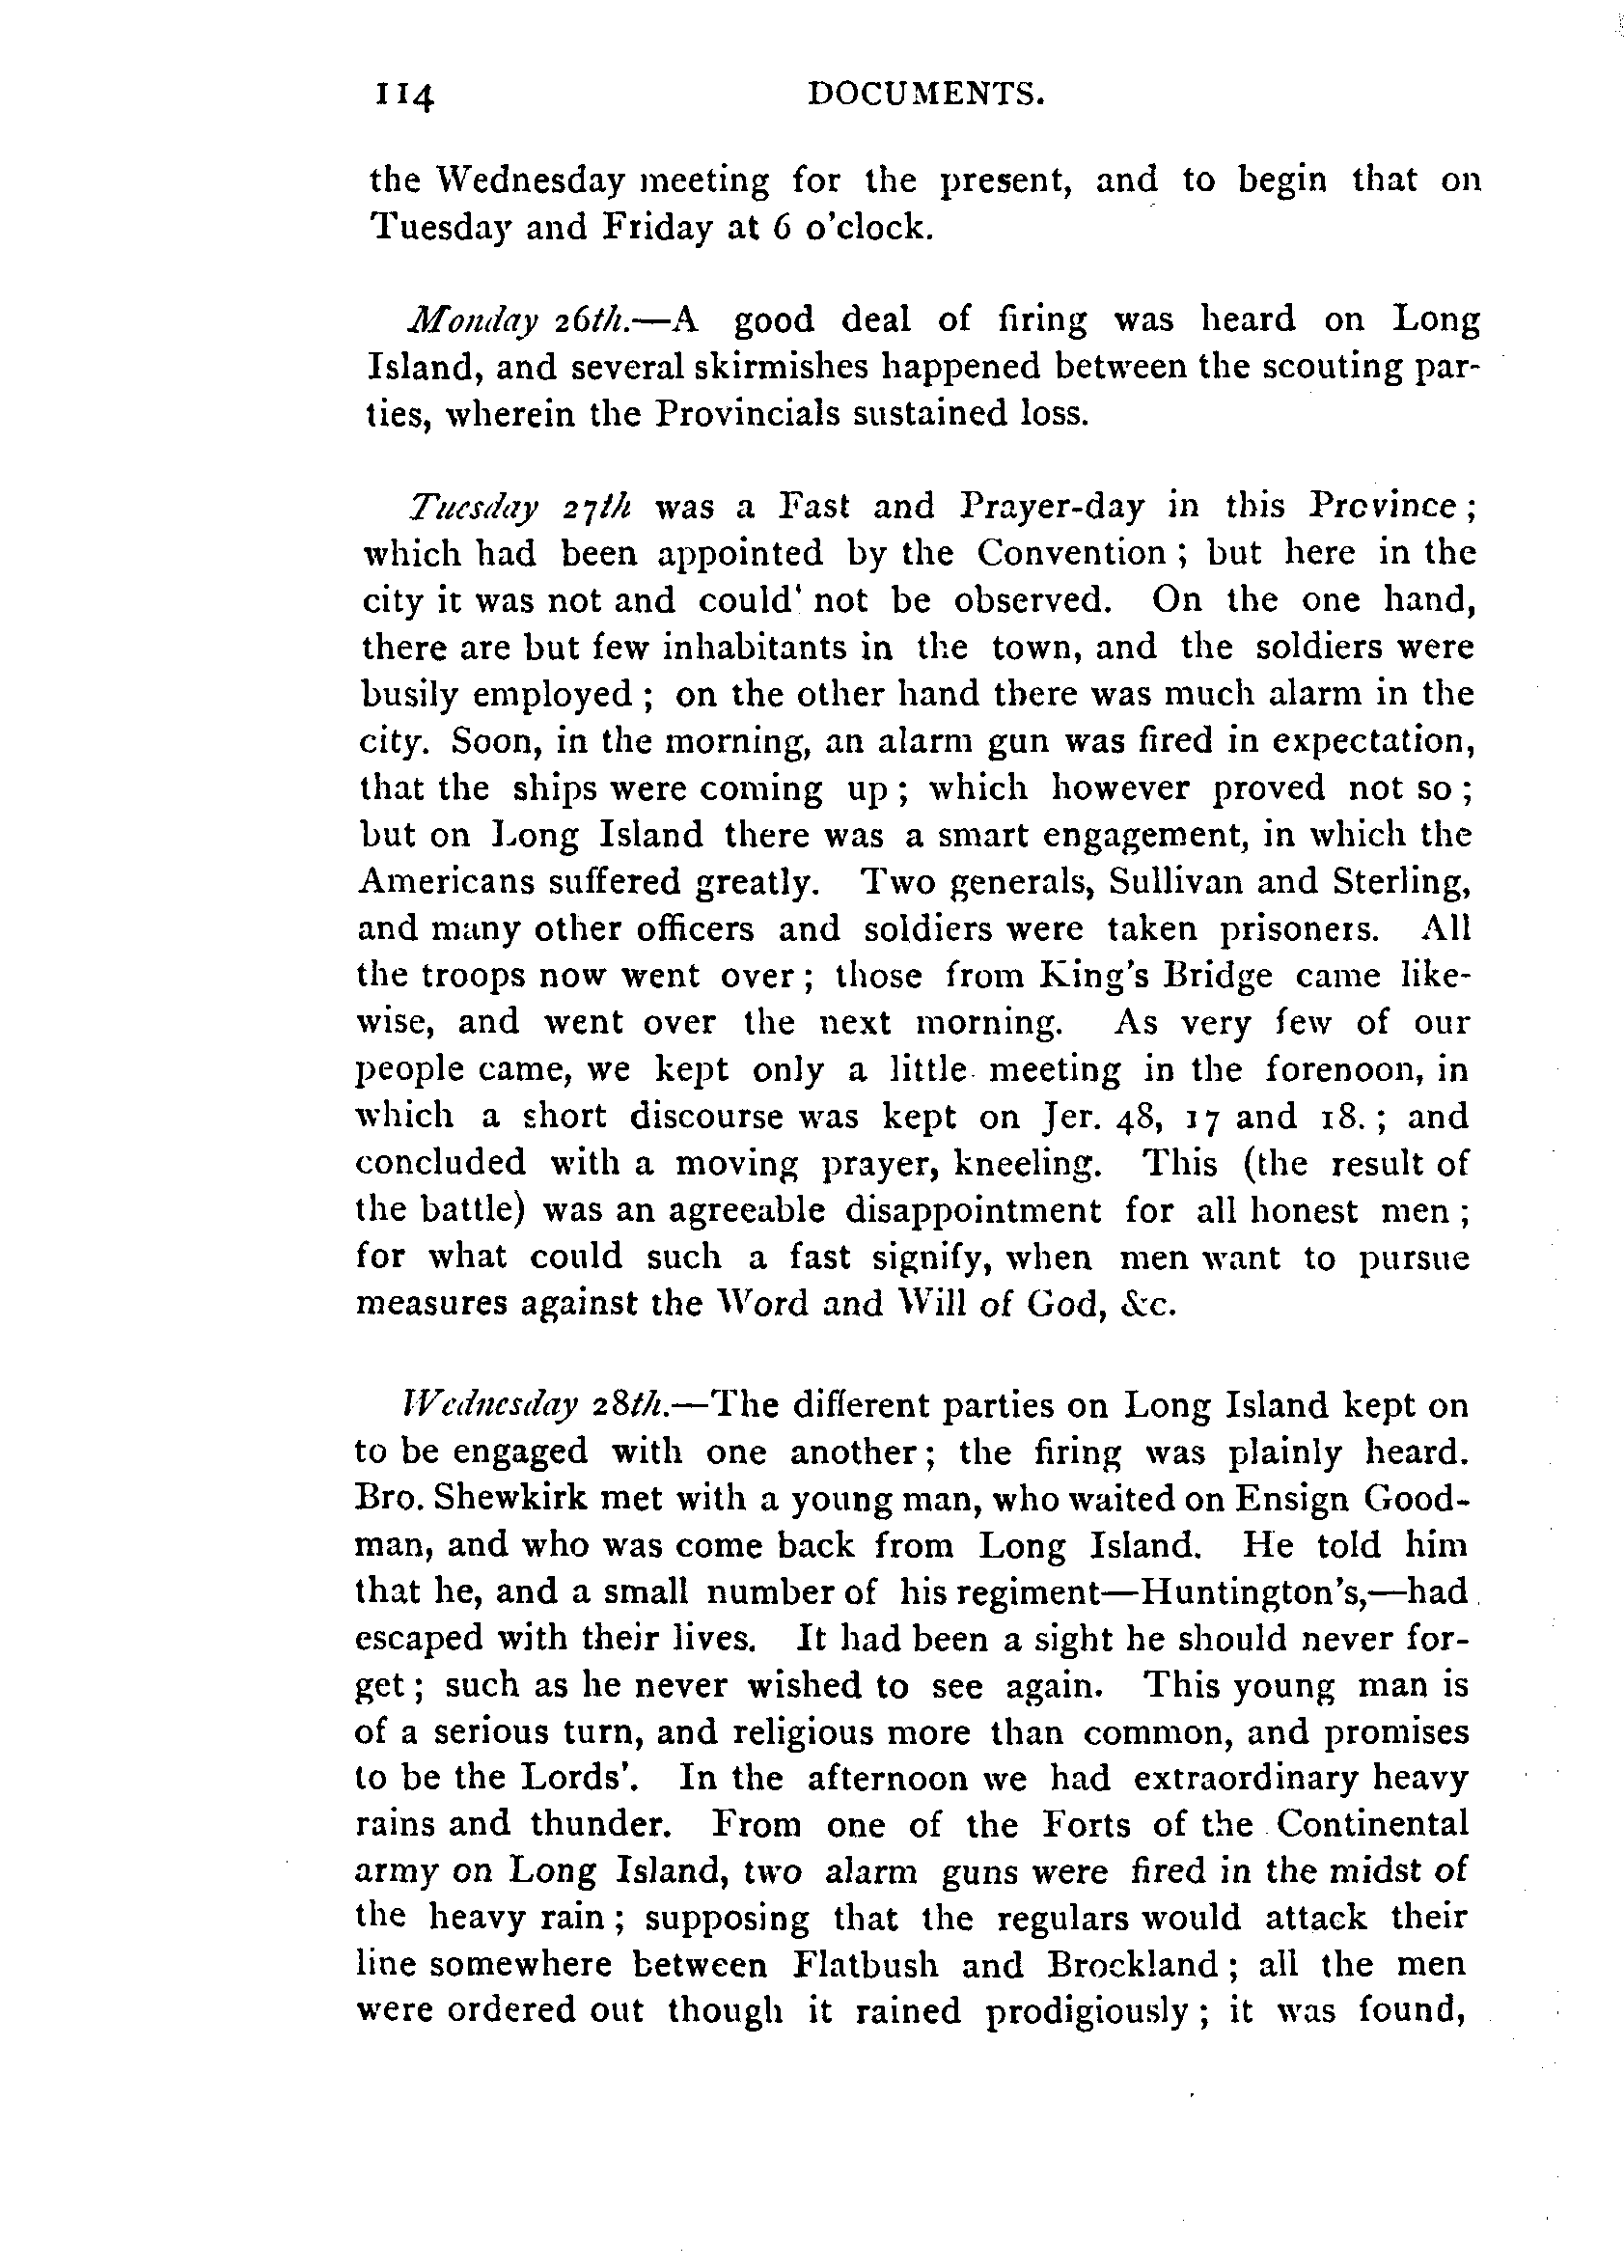 114 DOCUMENTS.
the Wednesday meeting for the present, and to begin that on
Tuesday and Friday at 6 o'clock.
Monday 26th.—A good deal of firing was heard on Long
Island, and several skirmishes happened between the scouting par-
ties, wherein the Provincials sustained loss.
Tuesday 27th was a Fast and Prayer-day in this Province;
which had been appointed by the Convention; but here in the
city it was not and could not be observed. On the one hand,
there are but few inhabitants in the town, and the soldiers were
busily employed; on the other hand there was much alarm in the
city. Soon, in the morning, an alarm gun was fired in expectation,
that the ships were coming up; which however proved not so;
but on Long Island there was a smart engagement, in which the
Americans suffered greatly. Two generals, Sullivan and Sterling,
and many other officers and soldiers were taken prisoners. All
the troops now went over; those from King's Bridge came like-
wise, and went over the next morning. As very few of our
people came, we kept only a little meeting in the forenoon, in
which a short discourse was kept on Jer. 48, 17 and 18.; and
concluded with a moving prayer, kneeling. This (the result of
the battle) was an agreeable disappointment for all honest men;
for what could such a fast signify, when men want to pursue
measures against the Word and Will of God, &c.
Wednesday 28th.—The different parties on Long Island kept on
to be engaged with one another; the firing was plainly heard.
Bro. Shewkirk met with a young man, who waited on Ensign Good-
man, and who was come back from Long Island. He told him
that he, and a small number of his regiment—Huntington's,—had
escaped with their lives. It had been a sight he should never for-
get; such as he never wished to see again. This young man is
of a serious turn, and religious more than common, and promises
to be the Lords'. In the afternoon we had extraordinary heavy
rains and thunder. From one of the Forts of the Continental
army on Long Island, two alarm guns were fired in the midst of
the heavy rain; supposing that the regulars would attack their
line somewhere between Flatbush and Brockland; all the men
were ordered out though it rained prodigiously; it was found,